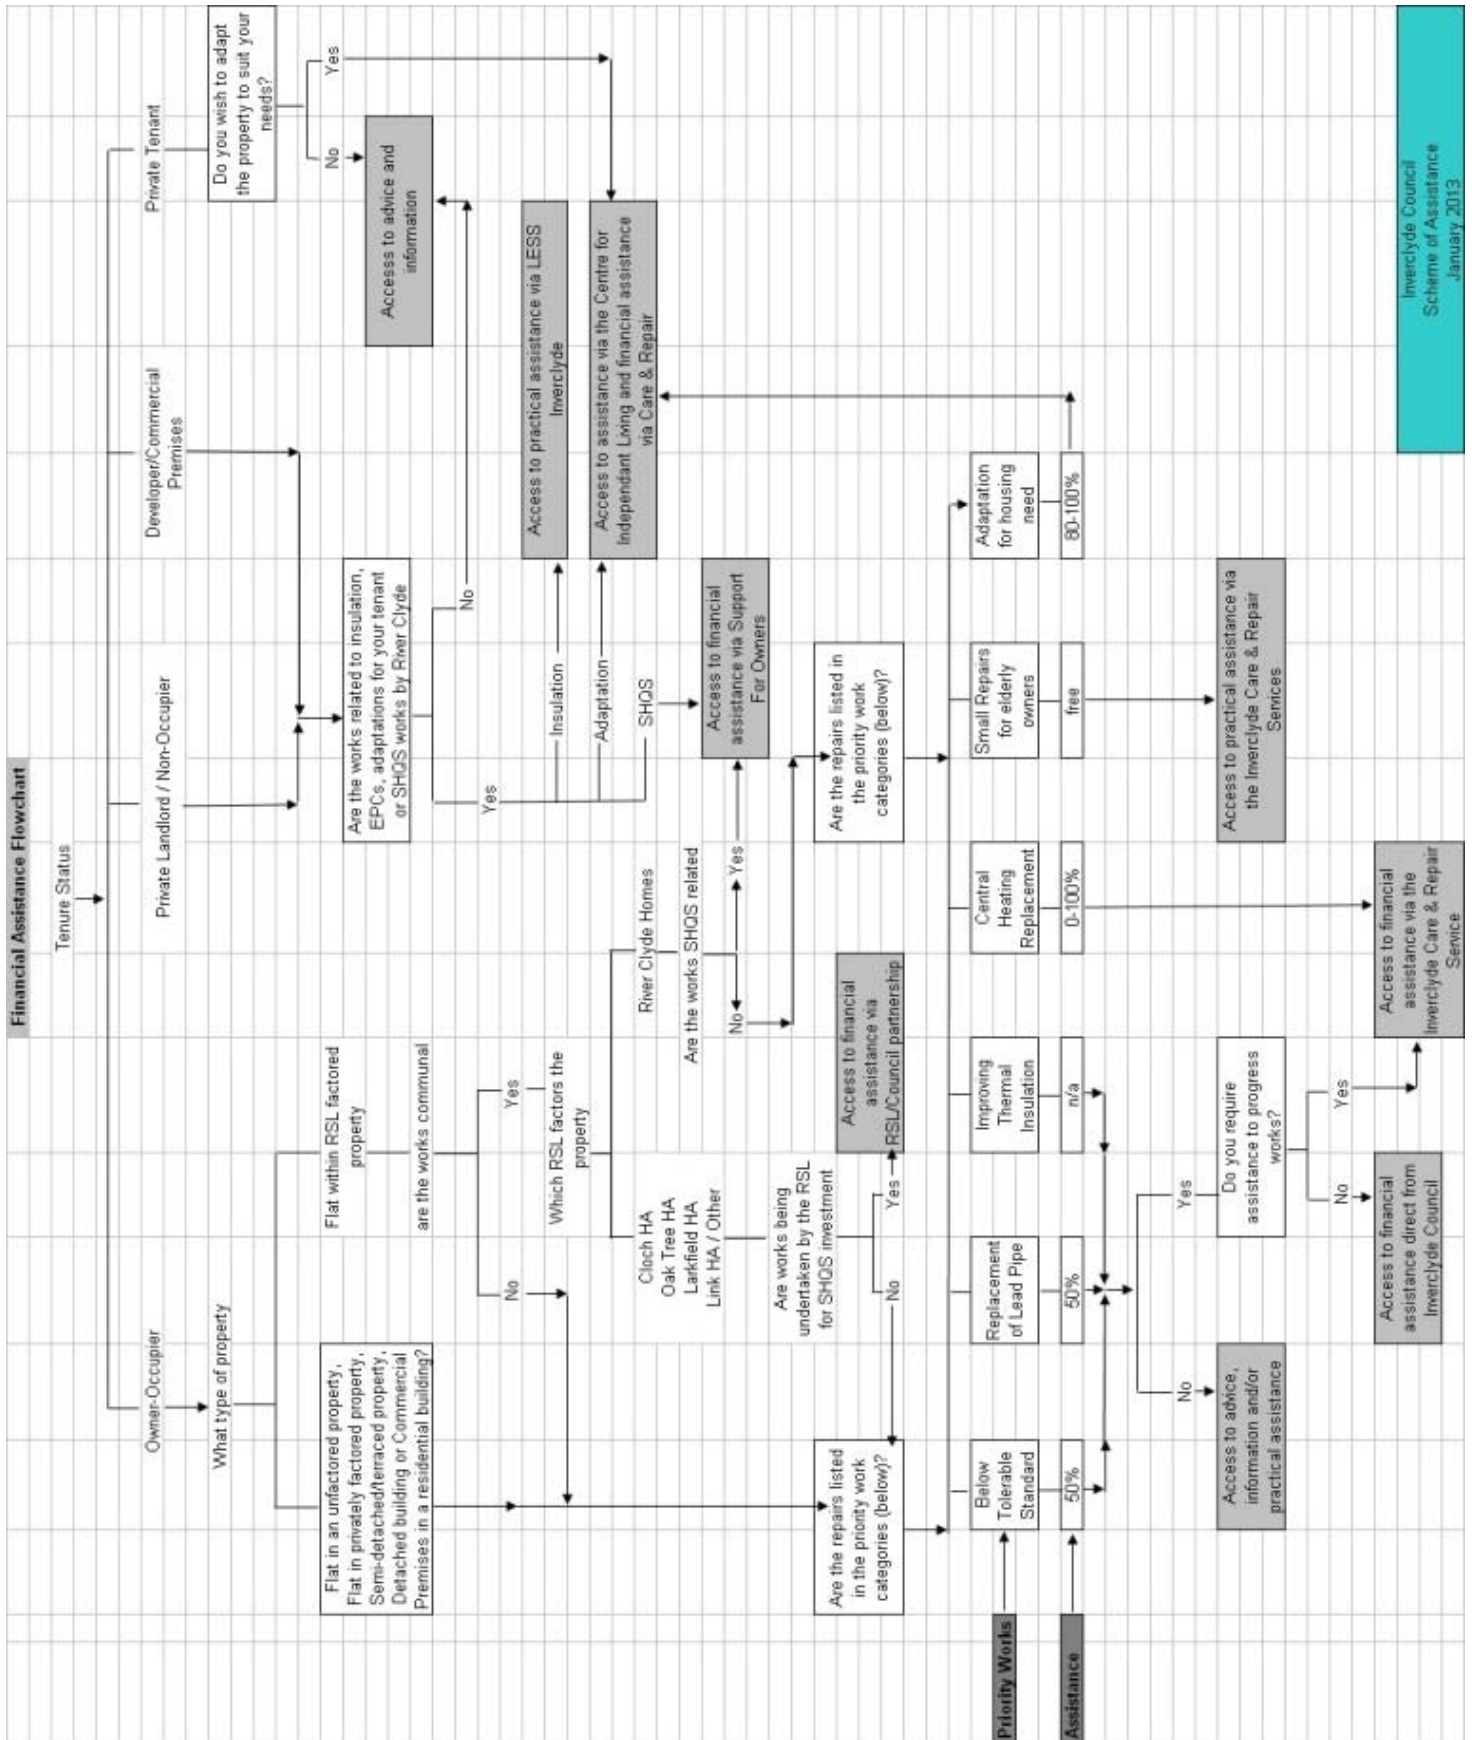 Financial Assistance Flowchart
Tenure Status
Owner-Occupier
Private Landlord / Non-Occupier
Developer/Commercial
Premises
Private Tenant
What type of property
Do you wish to adapt
the property to suit your
needs?
No
Yes
Flat in an unfactored property,
Flat in privately factored property,
Semi-detached/terraced property,
Detached building or Commercial
Premises in a residential building?
Flat within RSL factored
property
Are the works related to insulation,
EPCs, adaptations for your tenant
or SHQS works by River Clyde
Accesss to advice and
information
are the works communal
No
Yes
Yes
No
Which RSL factors the
property
Insulation
Access to practical assistance via LESS
Inverclyde
Adaptation
Access to assistance via the Centre for
Independant Living and financial assistance
via Care & Repair
SHQS
Cloch HA
Oak Tree HA
Larkfield HA
Link HA / Other
River Clyde Homes
Are the works SHQS related
No
Yes
Access to financial
assistance via Support
For Owners
Are works being
undertaken by the RSL
for SHQS investment
No
Yes
Access to financial
assistance via
RSL/Council partnership
Are the repairs listed
in the priority work
categories (below)?
Are the repairs listed in
the priority work
categories (below)?
Priority Works
Below
Tolerable
Standard
Replacement
of Lead Pipe
Improving
Thermal
Insulation
Central
Heating
Replacement
Small Repairs
for elderly
owners
Adaptation
for housing
need
Assistance
50%
50%
n/a
0-100%
free
80-100%
No
Yes
Access to advice,
information and/or
practical assistance
Do you require
assistance to progress
works?
Access to practical assistance via
the Inverclyde Care & Repair
Services
No
Yes
Access to financial
assistance direct from
Inverclyde Council
Access to financial
assistance via the
Inverclyde Care & Repair
Service
Inverclyde Council
Scheme of Assistance
January 2013